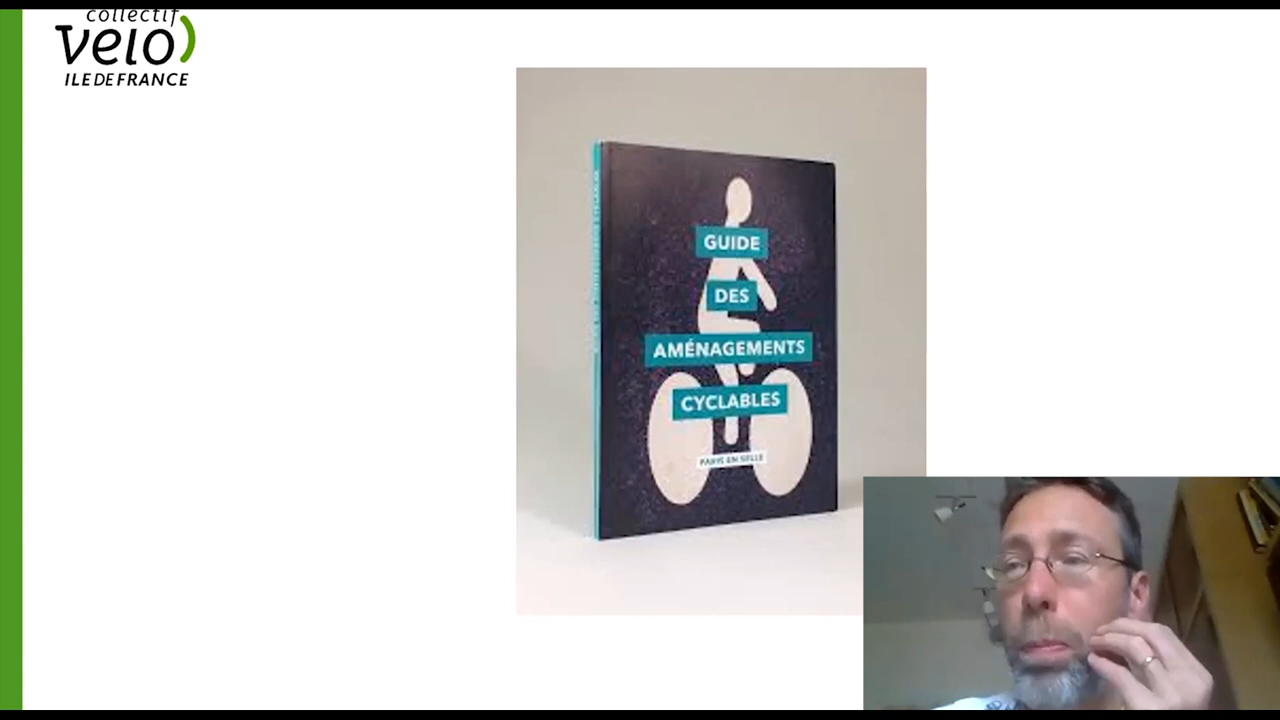 collectif
Velo
ILE DE FRANCE
GUIDE
DES
AMÉNAGEMENTS
CYCLABLES
PARIS EN SELLE